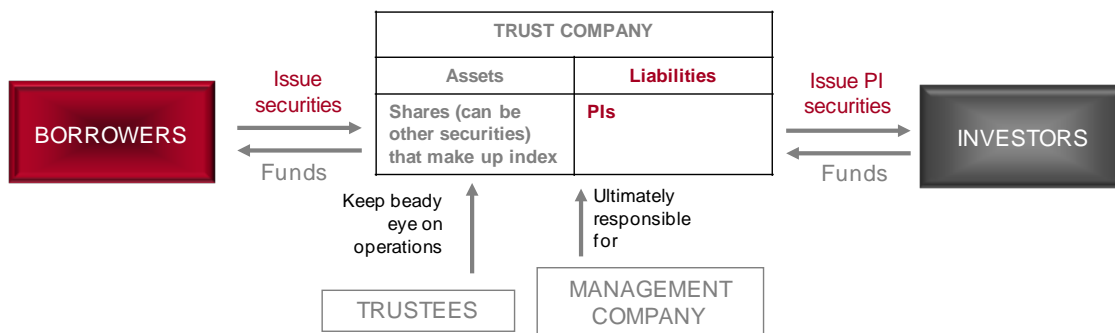 TRUST COMPANY
Assets
Liabilities
Shares (can be
other securities)
that make up index
PIs
BORROWERS
Issue
securities
Funds
Issue PI
securities
Funds
INVESTORS
Keep beady
eye on
operations
Ultimately
responsible
for
TRUSTEES
MANAGEMENT
COMPANY